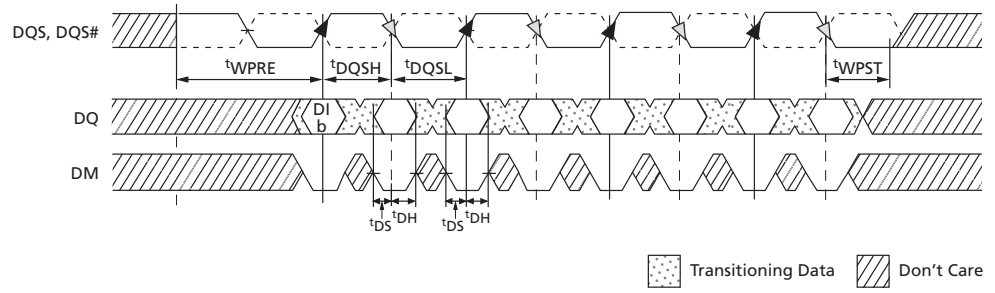 DQS, DQS#
tWPRE tDQSH tDQSL tWPST
DQ
DI
b
DM
tDS tDH tDS tDH
Transitioning Data Don't Care